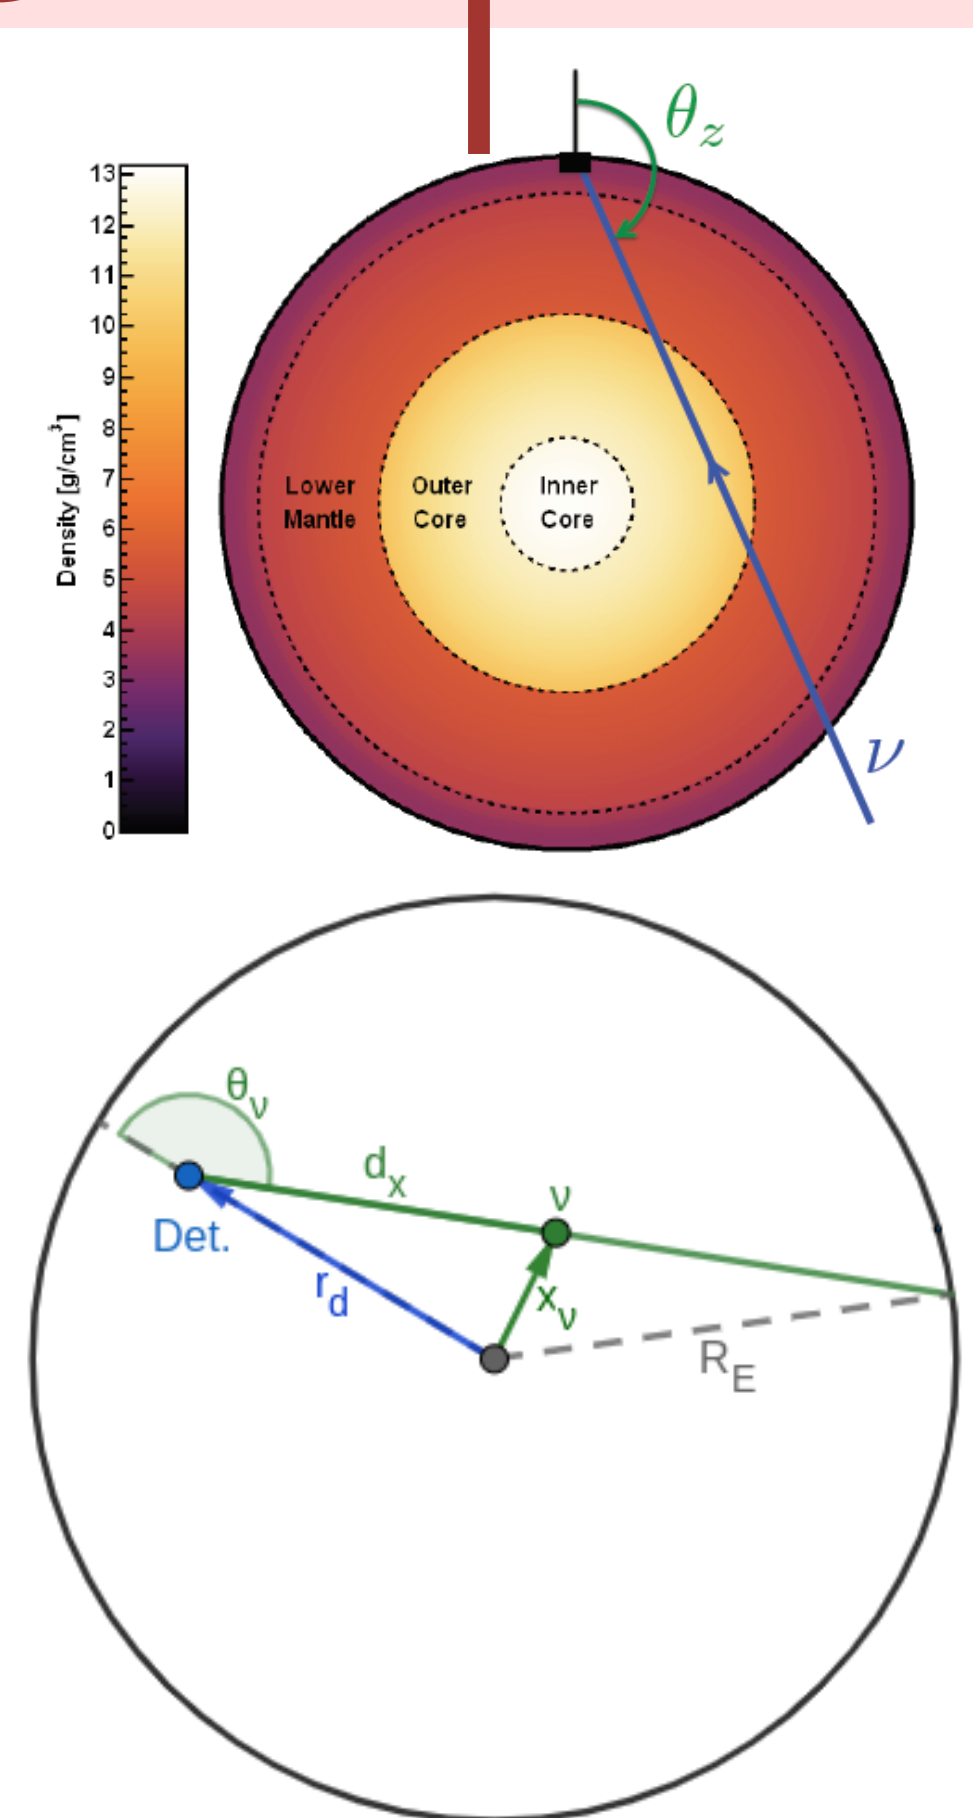 θz
13
12
11
10
9
8
7
6
5
4
3
2
1
0
Density [g/cm³]
Lower
Mantle
Outer
Core
Inner
Core
ν
θν
dx
ν
Det.
rd
xν
RE